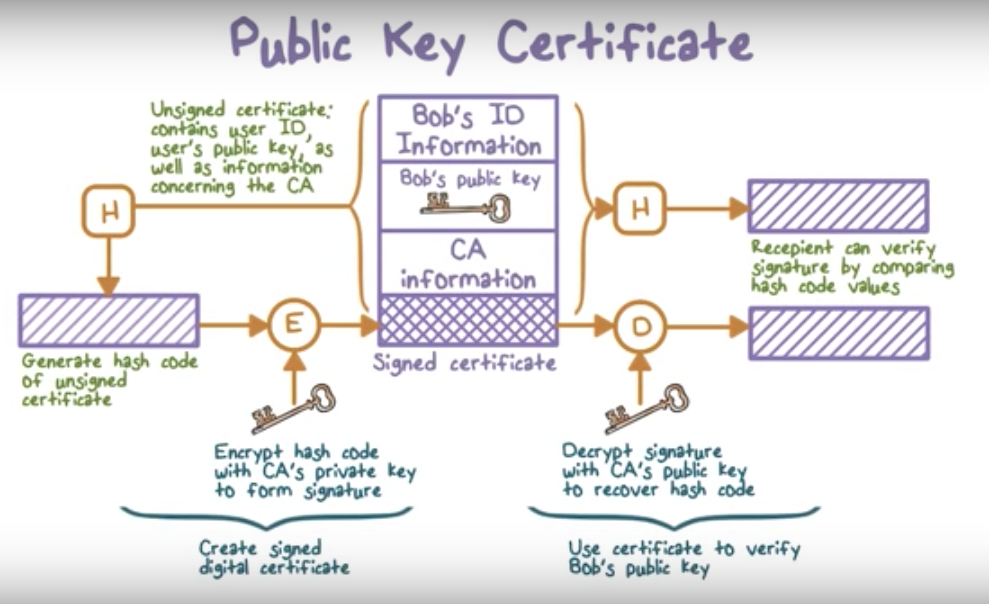 Public Key Certificate
Unsigned certificate:
contains user ID,
user's public key, as
well as information
concerning the CA
H
Generate hash code
of unsigned
certificate
E
Encrypt hash code
with CA's private key
to form signature
Create signed
digital certificate
Bob's ID
Information
Bob's public key
CA
information
Signed certificate
H
D
Decrypt signature
with CA's public key
to recover hash code
Use certificate to verify
Bob's public key
Recepient can verify
signature by comparing
hash code values